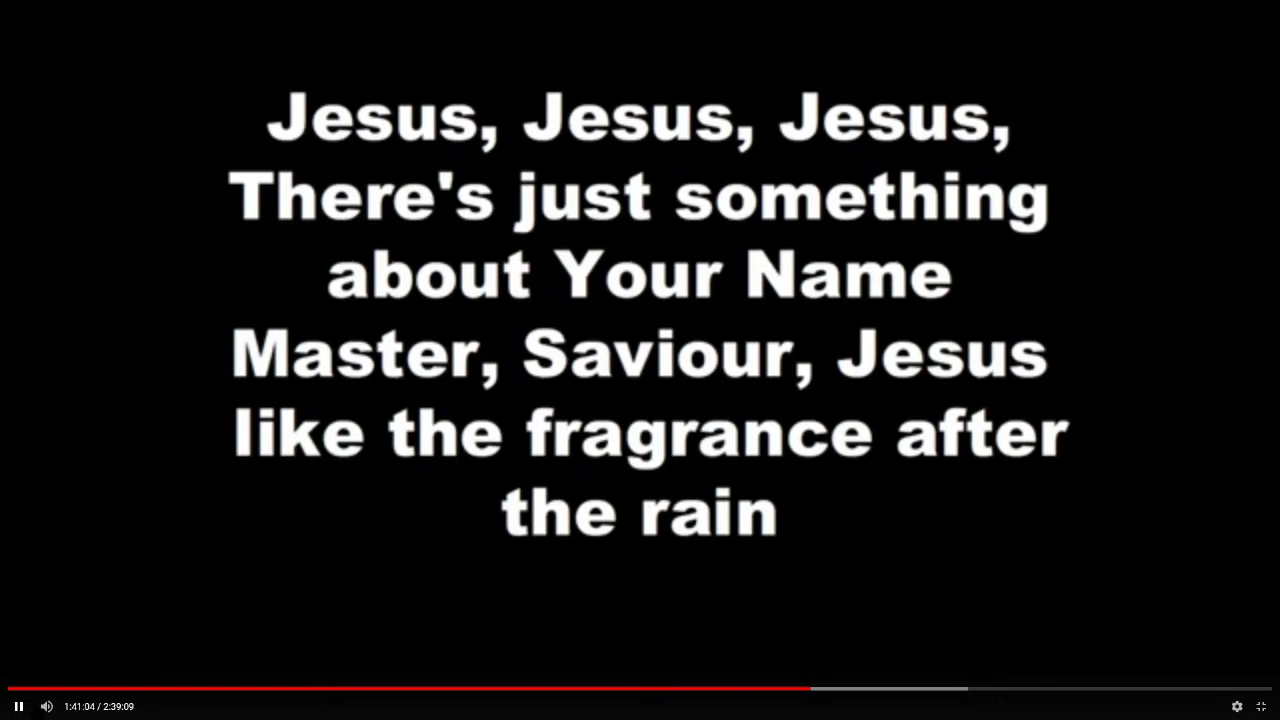 Jesus, Jesus, Jesus,
There's just something
about Your Name
Master, Saviour, Jesus
like the fragrance after
the rain
1:41:04 / 2:39:09